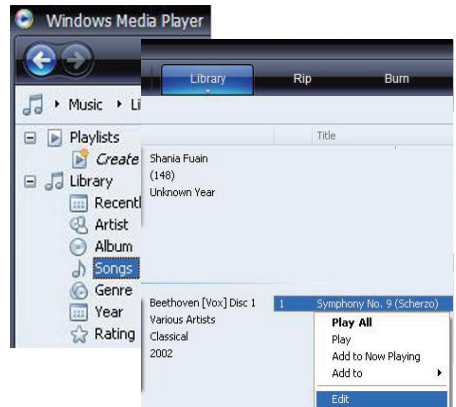 Windows Media Player
Library Rip Burn
Music
Playlists
Create
Library
Artist
Album
Songs
Genre
Year
Rating
Title
Shania Fuain
(148)
Unknown Year
Beethoven [Vox] Disc 1
Various Artists
Classical
2002
1 Symphony No. 9 (Scherzo)
Play All
Play
Add to Now Playing
Add to
Edit